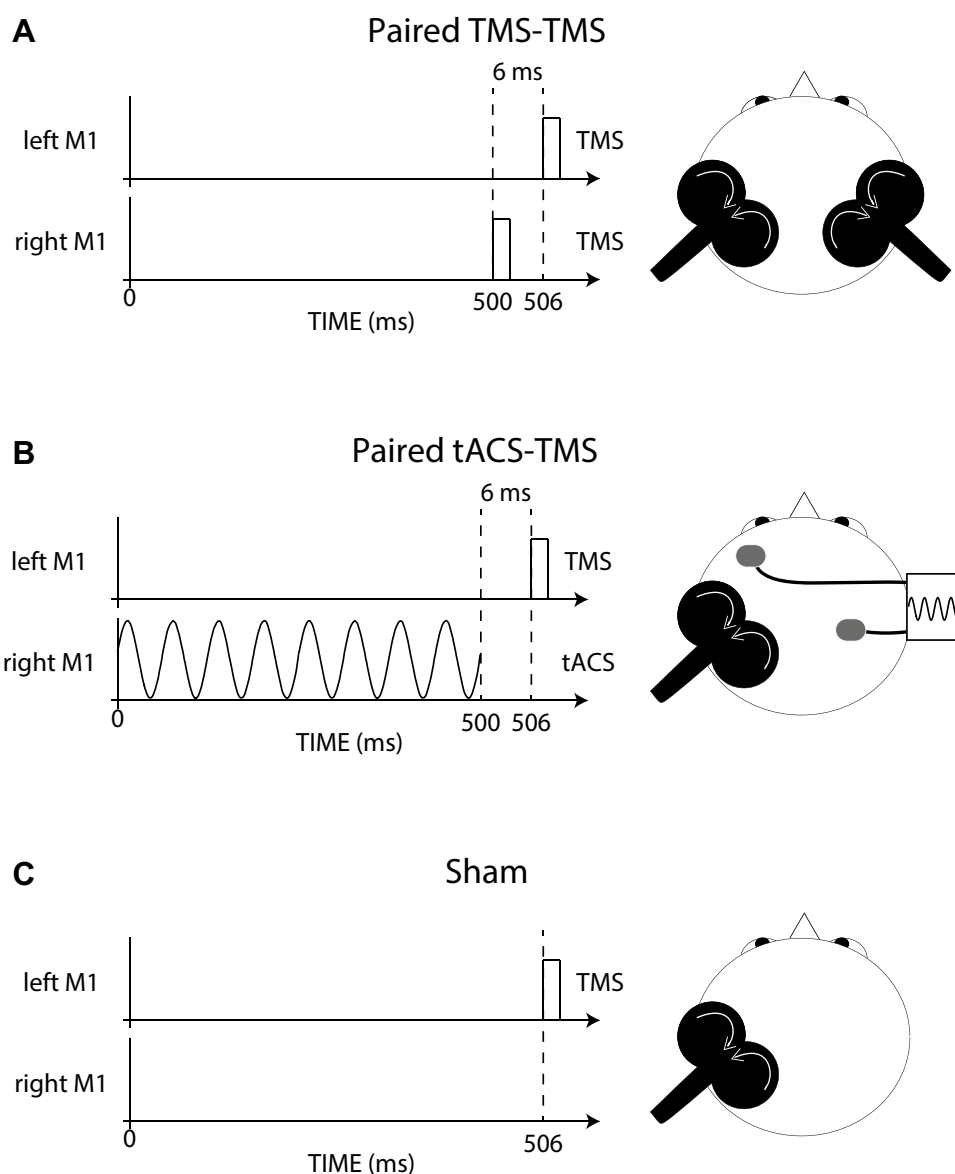 A
Paired TMS-TMS
6 ms
left M1
TMS
right M1
TMS
0
500
506
TIME (ms)
B
Paired tACS-TMS
6 ms
left M1
TMS
right M1
tACS
0
500
506
TIME (ms)
C
Sham
left M1
TMS
right M1
0
506
TIME (ms)